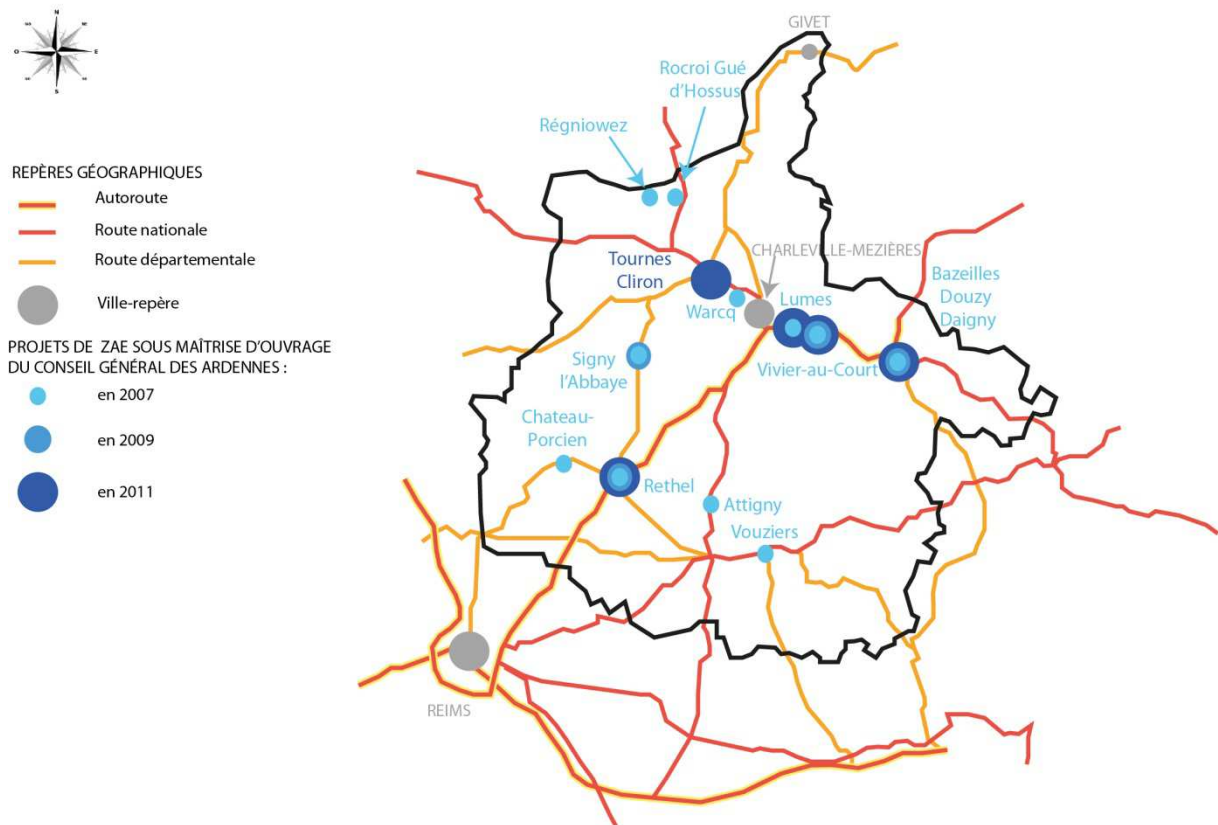 N
O
E
S
REPÈRES GÉOGRAPHIQUES
Autoroute
Route nationale
Route départementale
Ville-repère
PROJETS DE ZAE SOUS MAÎTRISE D'OUVRAGE
DU CONSEIL GÉNÉRAL DES ARDENNES :
en 2007
en 2009
en 2011
GIVET
Rocroi Gué
d'Hossus
Régniowez
CHARLEVILLE-MEZIÈRES
Tournes
Cliron
Warcq
Lumes
Bazeilles
Douzy
Daigny
Vivier-au-Court
Signy
l'Abbaye
Chateau-
Porcien
Rethel
Attigny
Vouziers
REIMS